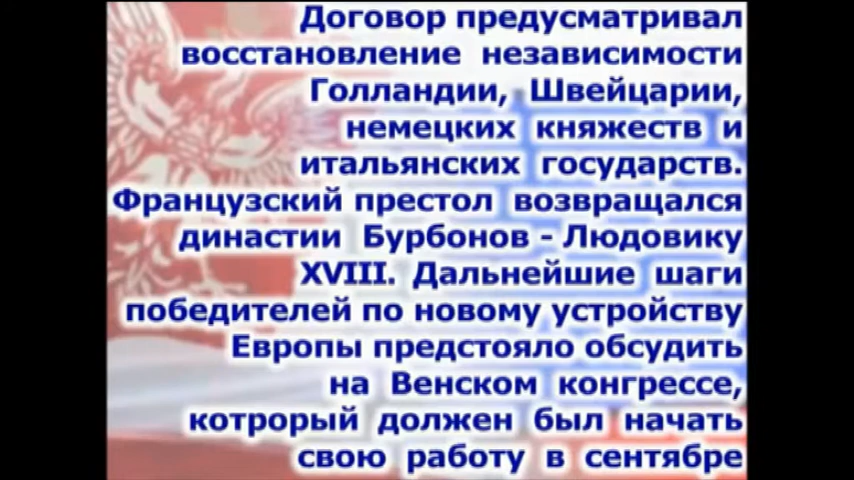 Договор предусматривал
восстановление независимости
Голландии, Швейцарии,
немецких княжеств и
итальянских государств.
Французский престол возвращался
династии Бурбонов - Людовику
XVIII. Дальнейшие шаги
победителей по новому устройству
Европы предстояло обсудить
на Венском конгрессе,
котрорый должен был начать
свою работу в сентябре